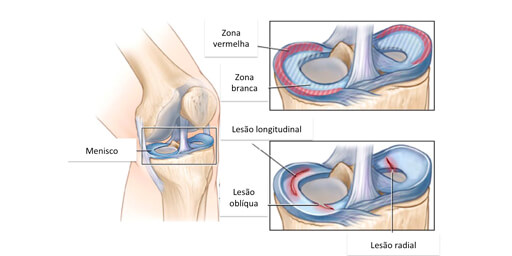 Zona
vermelha
Zona
branca
Lesão longitudinal
Menisco
Lesão
oblíqua
Lesão radial